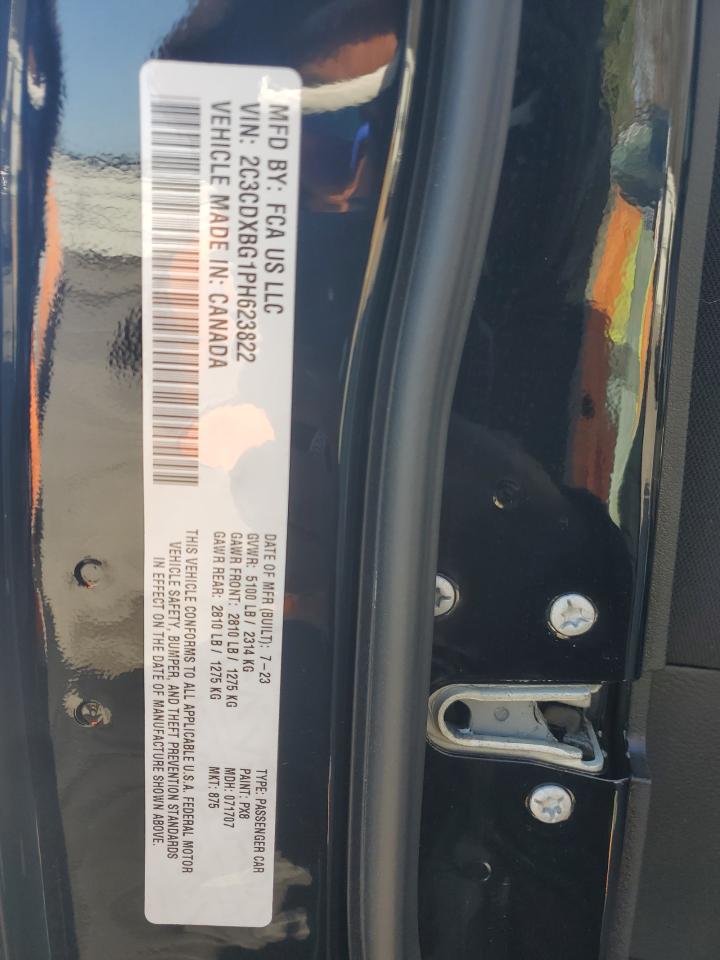 MFD BY: FCA US LLC
VIN: 2C3CDXBG1PH623822
VEHICLE MADE IN: CANADA
DATE OF MFR (BUILT): 7-23
GVWR: 5100 LB / 2314 KG
GAWR FRONT: 2810 LB / 1275 KG
GAWR REAR: 2810 LB / 1275 KG
TYPE: PASSENGER CAR
PAINT: PX8
MDH: 071707
MKT: 875
THIS VEHICLE CONFORMS TO ALL APPLICABLE U.S.A. FEDERAL MOTOR
VEHICLE SAFETY, BUMPER, AND THEFT PREVENTION STANDARDS
IN EFFECT ON THE DATE OF MANUFACTURE SHOWN ABOVE.